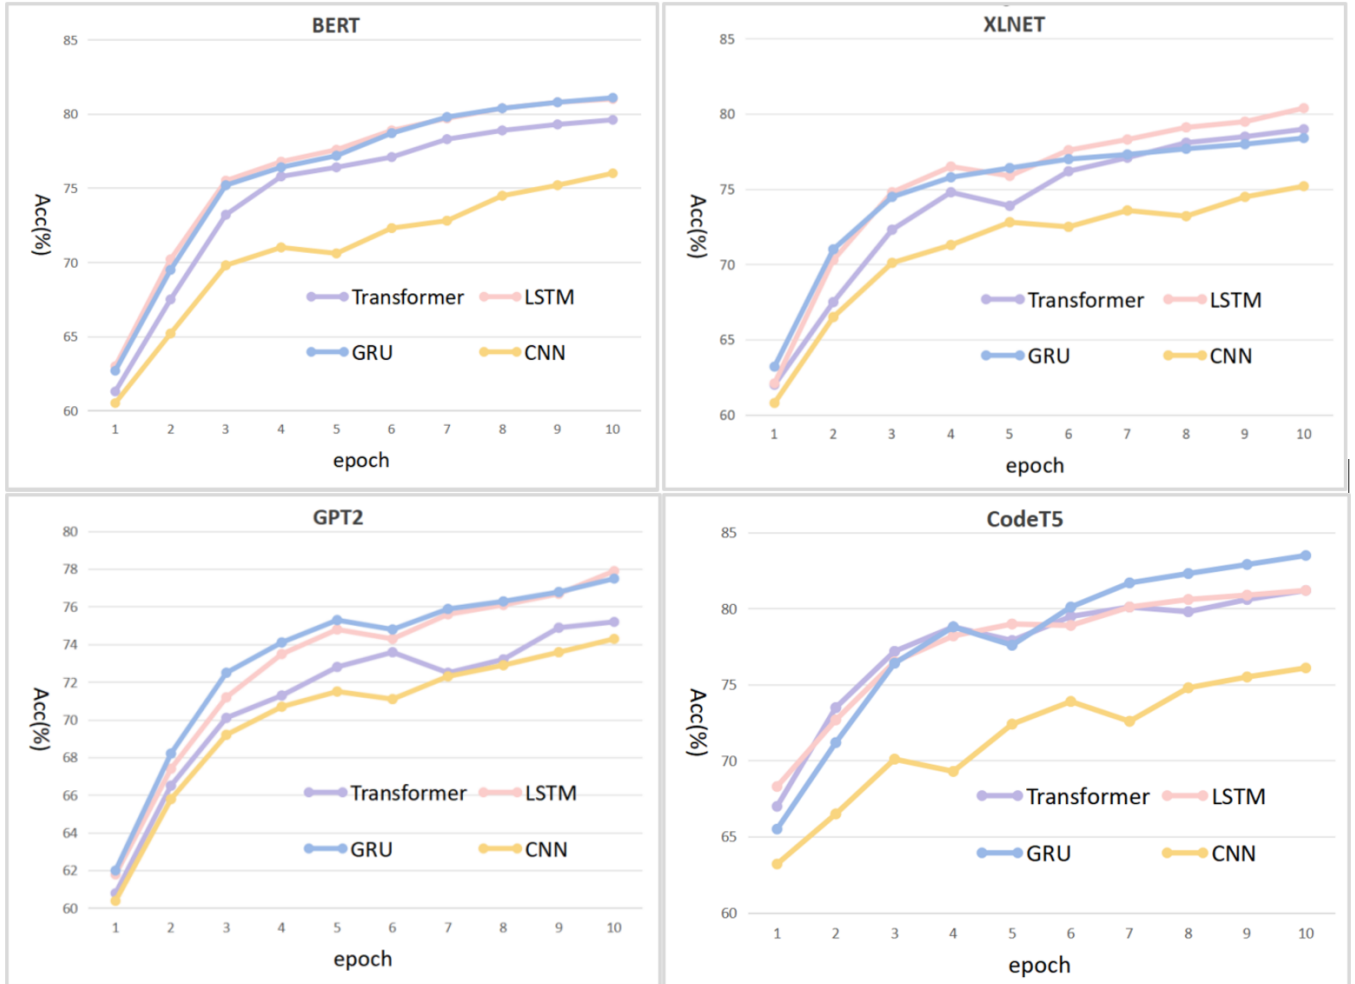 BERT
85
80
75
70
65
60
Acc(%)
Transformer LSTM
GRU CNN
1 2 3 4 5 6 7 8 9 10
epoch
XLNET
85
80
75
70
65
60
Acc(%)
Transformer LSTM
GRU CNN
1 2 3 4 5 6 7 8 9 10
epoch
GPT2
80
78
76
74
72
70
68
66
64
62
60
Acc(%)
Transformer LSTM
GRU CNN
1 2 3 4 5 6 7 8 9 10
epoch
CodeT5
85
80
75
70
65
60
Acc(%)
Transformer LSTM
GRU CNN
1 2 3 4 5 6 7 8 9 10
epoch